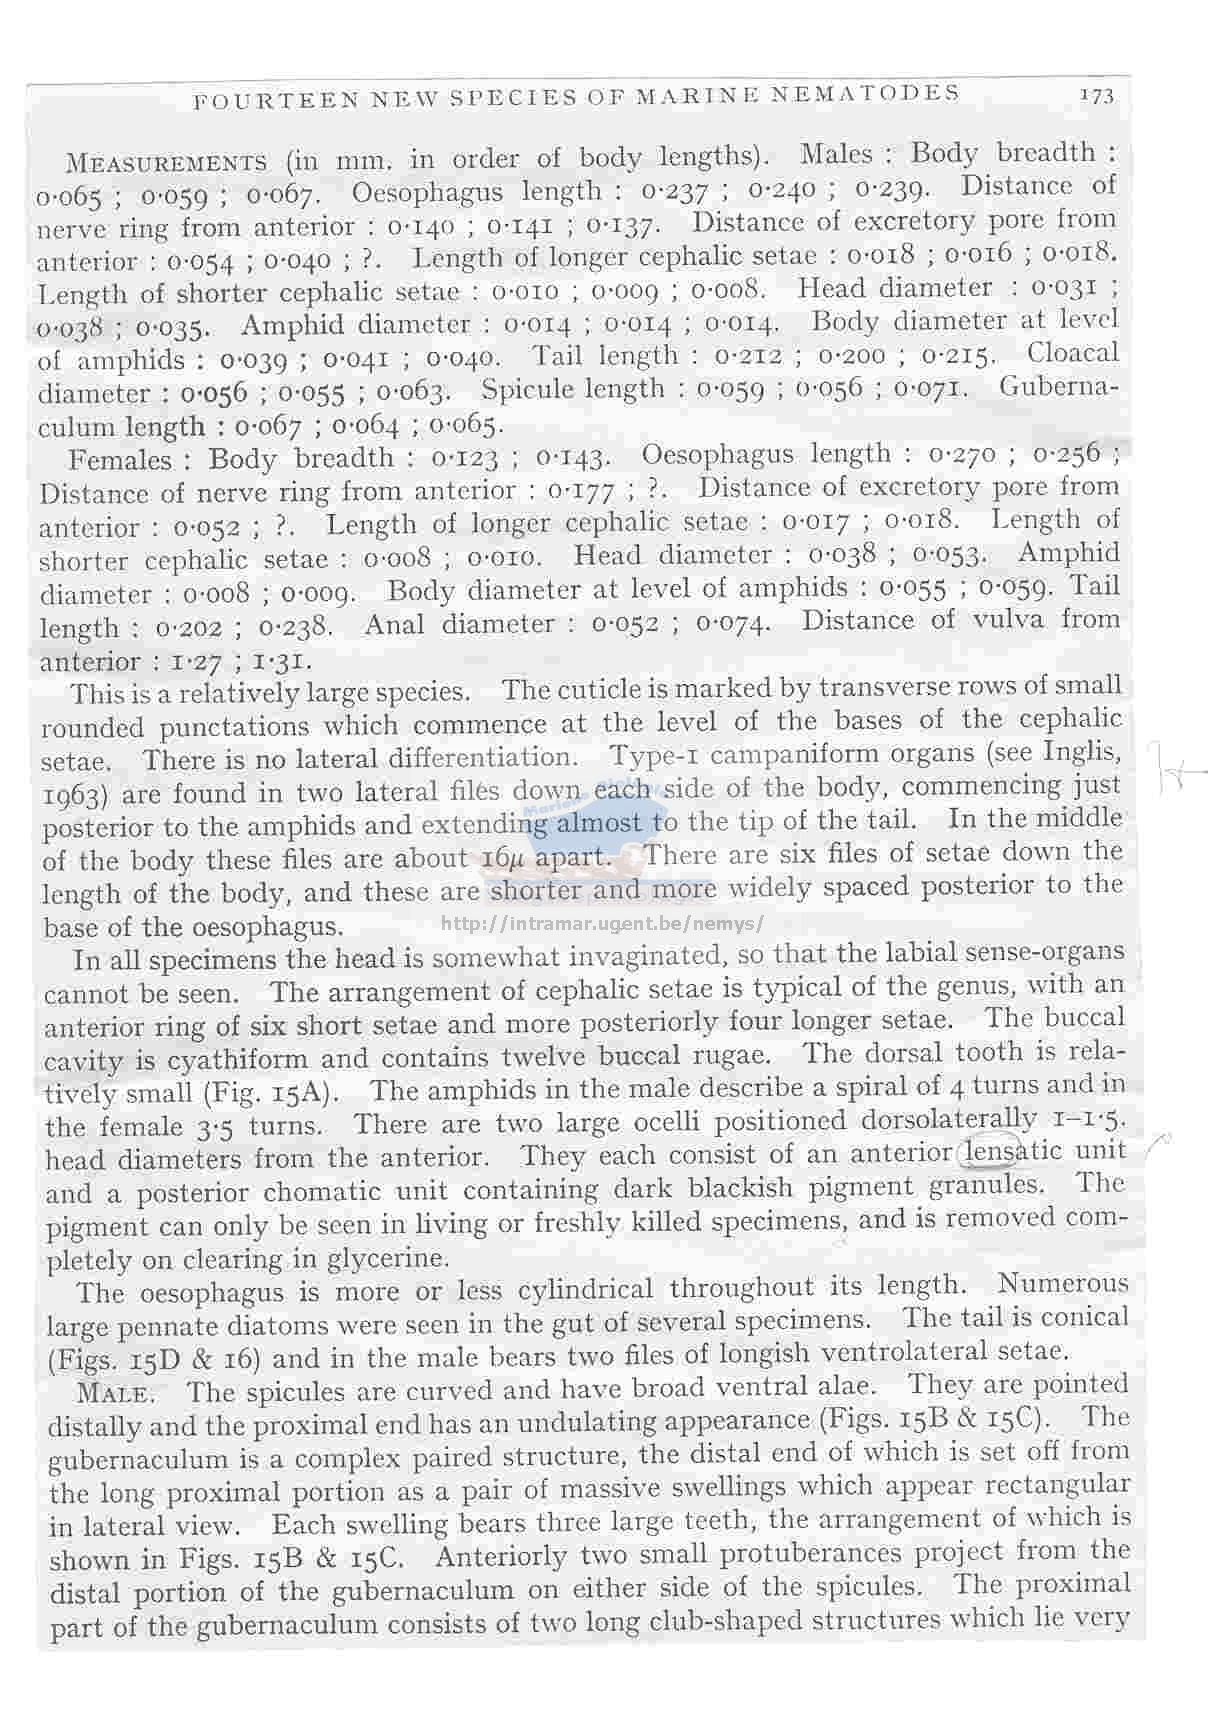 FOURTEEN NEW SPECIES OF MARINE NEMATODES 173
MEASUREMENTS (in mm. in order of body lengths). Males : Body breadth :
0·065 ; 0·059 ; 0·067. Oesophagus length : 0·237 ; 0·240 ; 0·239. Distance of
nerve ring from anterior : 0·140 ; 0·141 ; 0·137. Distance of excretory pore from
anterior : 0·054 ; 0·040 ; ?. Length of longer cephalic setae : 0·018 ; 0·016 ; 0·018.
Length of shorter cephalic setae : 0·010 ; 0·009 ; 0·008. Head diameter : 0·031 ;
0·038 ; 0·035. Amphid diameter : 0·014 ; 0·014 ; 0·014. Body diameter at level
of amphids : 0·039 ; 0·041 ; 0·040. Tail length : 0·212 ; 0·200 ; 0·215. Cloacal
diameter : 0·056 ; 0·055 ; 0·063. Spicule length : 0·059 ; 0·056 ; 0·071. Guberna-
culum length : 0·067 ; 0·064 ; 0·065.
Females : Body breadth : 0·123 ; 0·143. Oesophagus length : 0·270 ; 0·256 ;
Distance of nerve ring from anterior : 0·177 ; ?. Distance of excretory pore from
anterior : 0·052 ; ?. Length of longer cephalic setae : 0·017 ; 0·018. Length of
shorter cephalic setae : 0·008 ; 0·010. Head diameter : 0·038 ; 0·053. Amphid
diameter : 0·008 ; 0·009. Body diameter at level of amphids : 0·055 ; 0·059. Tail
length : 0·202 ; 0·238. Anal diameter : 0·052 ; 0·074. Distance of vulva from
anterior : 1·27 ; 1·31.
This is a relatively large species. The cuticle is marked by transverse rows of small
rounded punctations which commence at the level of the bases of the cephalic
setae. There is no lateral differentiation. Type-1 campaniform organs (see Inglis,
1963) are found in two lateral files down each side of the body, commencing just
posterior to the amphids and extending almost to the tip of the tail. In the middle
of the body these files are about 16μ apart. There are six files of setae down the
length of the body, and these are shorter and more widely spaced posterior to the
base of the oesophagus.
http://intramar.ugent.be/nemys/
In all specimens the head is somewhat invaginated, so that the labial sense-organs
cannot be seen. The arrangement of cephalic setae is typical of the genus, with an
anterior ring of six short setae and more posteriorly four longer setae. The buccal
cavity is cyathiform and contains twelve buccal rugae. The dorsal tooth is rela-
tively small (Fig. 15A). The amphids in the male describe a spiral of 4 turns and in
the female 3·5 turns. There are two large ocelli positioned dorsolaterally 1–1·5.
head diameters from the anterior. They each consist of an anterior lensatic unit
and a posterior chomatic unit containing dark blackish pigment granules. The
pigment can only be seen in living or freshly killed specimens, and is removed com-
pletely on clearing in glycerine.
The oesophagus is more or less cylindrical throughout its length. Numerous
large pennate diatoms were seen in the gut of several specimens. The tail is conical
(Figs. 15D & 16) and in the male bears two files of longish ventrolateral setae.
MALE. The spicules are curved and have broad ventral alae. They are pointed
distally and the proximal end has an undulating appearance (Figs. 15B & 15C). The
gubernaculum is a complex paired structure, the distal end of which is set off from
the long proximal portion as a pair of massive swellings which appear rectangular
in lateral view. Each swelling bears three large teeth, the arrangement of which is
shown in Figs. 15B & 15C. Anteriorly two small protuberances project from the
distal portion of the gubernaculum on either side of the spicules. The proximal
part of the gubernaculum consists of two long club-shaped structures which lie very